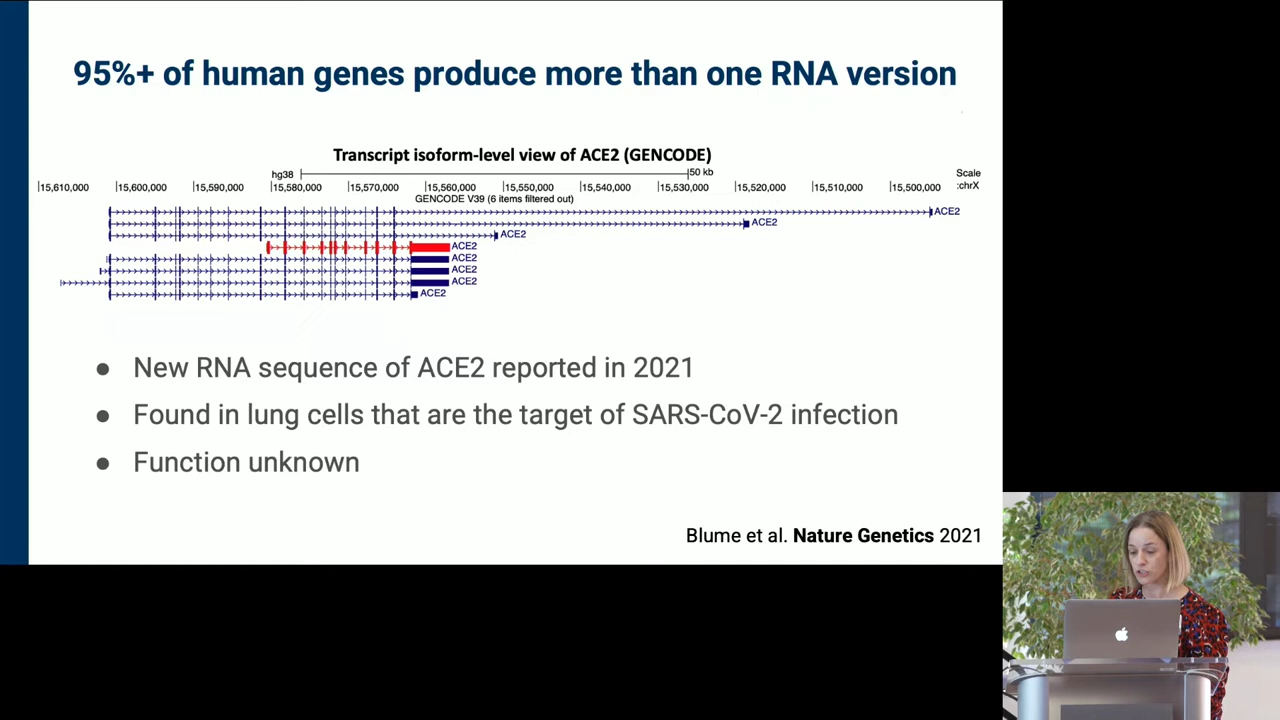 95%+ of human genes produce more than one RNA version
Transcript isoform-level view of ACE2 (GENCODE)
hg38 50 kb Scale
15,610,000 15,600,000 15,590,000 15,580,000 15,570,000 15,560,000 15,550,000 15,540,000 15,530,000 15,520,000 15,510,000 15,500,000 :chrX
GENCODE V39 (6 items filtered out)
ACE2
ACE2
ACE2
ACE2
ACE2
ACE2
ACE2
ACE2
● New RNA sequence of ACE2 reported in 2021
● Found in lung cells that are the target of SARS-CoV-2 infection
● Function unknown
Blume et al. Nature Genetics 2021